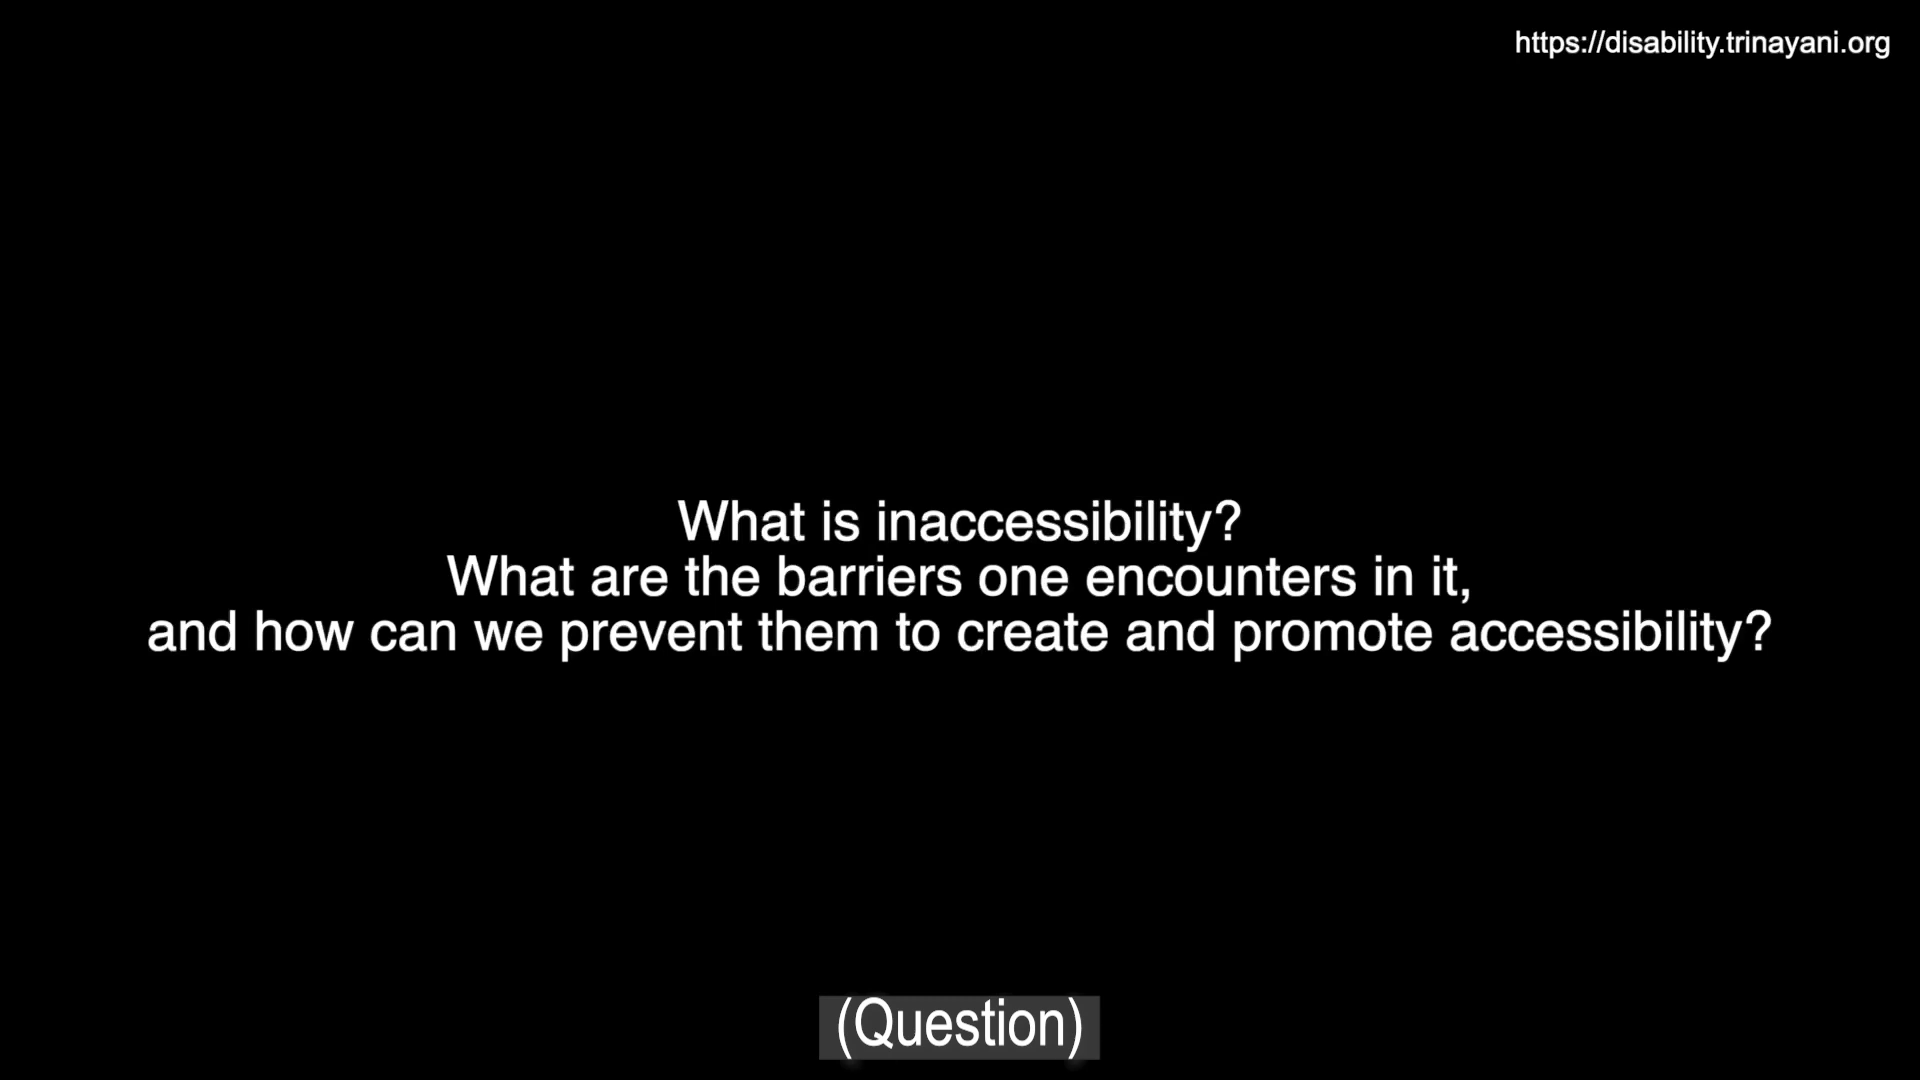 https://disability.trinayani.org
What is inaccessibility?
What are the barriers one encounters in it,
and how can we prevent them to create and promote accessibility?
(Question)